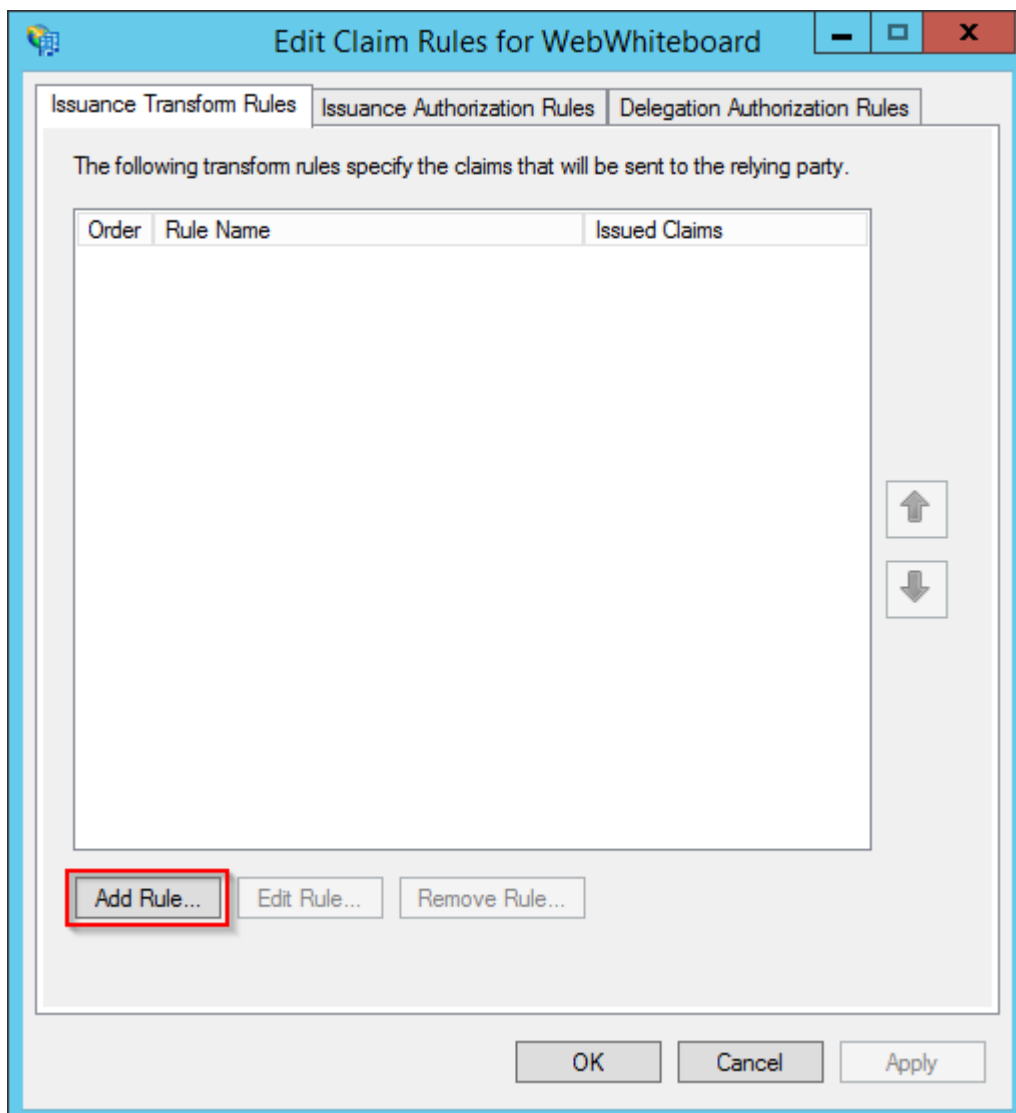 Edit Claim Rules for WebWhiteboard
Issuance Transform Rules Issuance Authorization Rules Delegation Authorization Rules
The following transform rules specify the claims that will be sent to the relying party.
Order Rule Name Issued Claims
Add Rule... Edit Rule... Remove Rule...
OK Cancel Apply